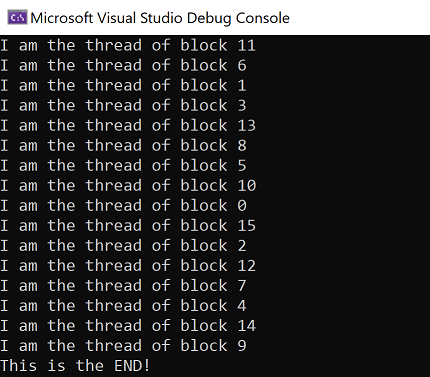 Microsoft Visual Studio Debug Console
I am the thread of block 11
I am the thread of block 6
I am the thread of block 1
I am the thread of block 3
I am the thread of block 13
I am the thread of block 8
I am the thread of block 5
I am the thread of block 10
I am the thread of block 0
I am the thread of block 15
I am the thread of block 2
I am the thread of block 12
I am the thread of block 7
I am the thread of block 4
I am the thread of block 14
I am the thread of block 9
This is the END!